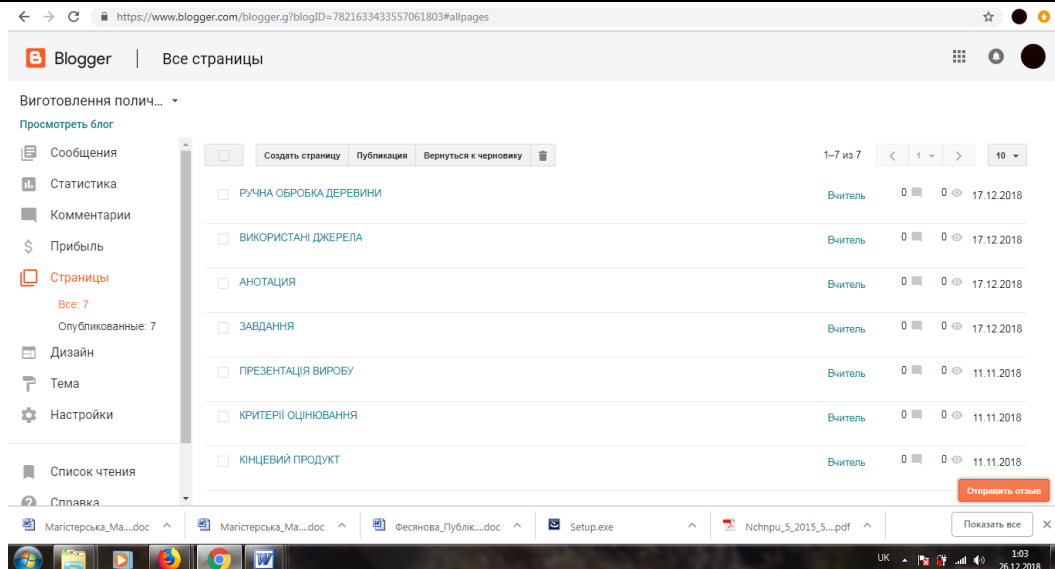 https://www.blogger.com/blogger.g?blogID=7821633433557061803#allpages
Blogger | Все страницы
Виготовлення полич...
Просмотреть блог
Сообщения
Статистика
Комментарии
Прибыль
Страницы
Все: 7
Опубликованные: 7
Дизайн
Тема
Настройки
Список чтения
Справка
Создать страницу Публикация Вернуться к черновику 1–7 из 7 1 10
РУЧНА ОБРОБКА ДЕРЕВИНИ Вчитель 0 0 17.12.2018
ВИКОРИСТАНІ ДЖЕРЕЛА Вчитель 0 0 17.12.2018
АНОТАЦИЯ Вчитель 0 0 17.12.2018
ЗАВДАННЯ Вчитель 0 0 17.12.2018
ПРЕЗЕНТАЦІЯ ВИРОБУ Вчитель 0 0 11.11.2018
КРИТЕРІЇ ОЦІНЮВАННЯ Вчитель 0 0 11.11.2018
КІНЦЕВИЙ ПРОДУКТ Вчитель 0 0 11.11.2018
Отправить отзыв
Магістерська_Ма....doc Магістерська_Ма....doc Фесянова_Публік....doc Setup.exe Nchnpu_5_2015_5....pdf Показать все
UK 1:03
26.12.2018